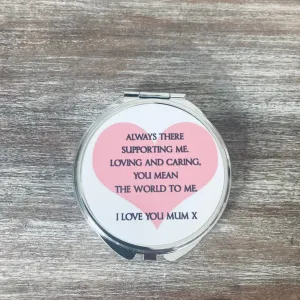 ALWAYS THERE
SUPPORTING ME.
LOVING AND CARING,
YOU MEAN
THE WORLD TO ME.
I LOVE YOU MUM X